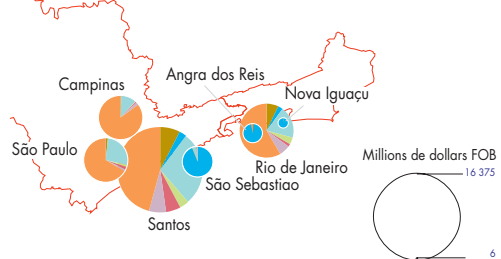 Angra dos Reis
Campinas
Nova Iguaçu
São Paulo
Rio de Janeiro
São Sebastiao
Santos
Millions de dollars FOB
16 375
6